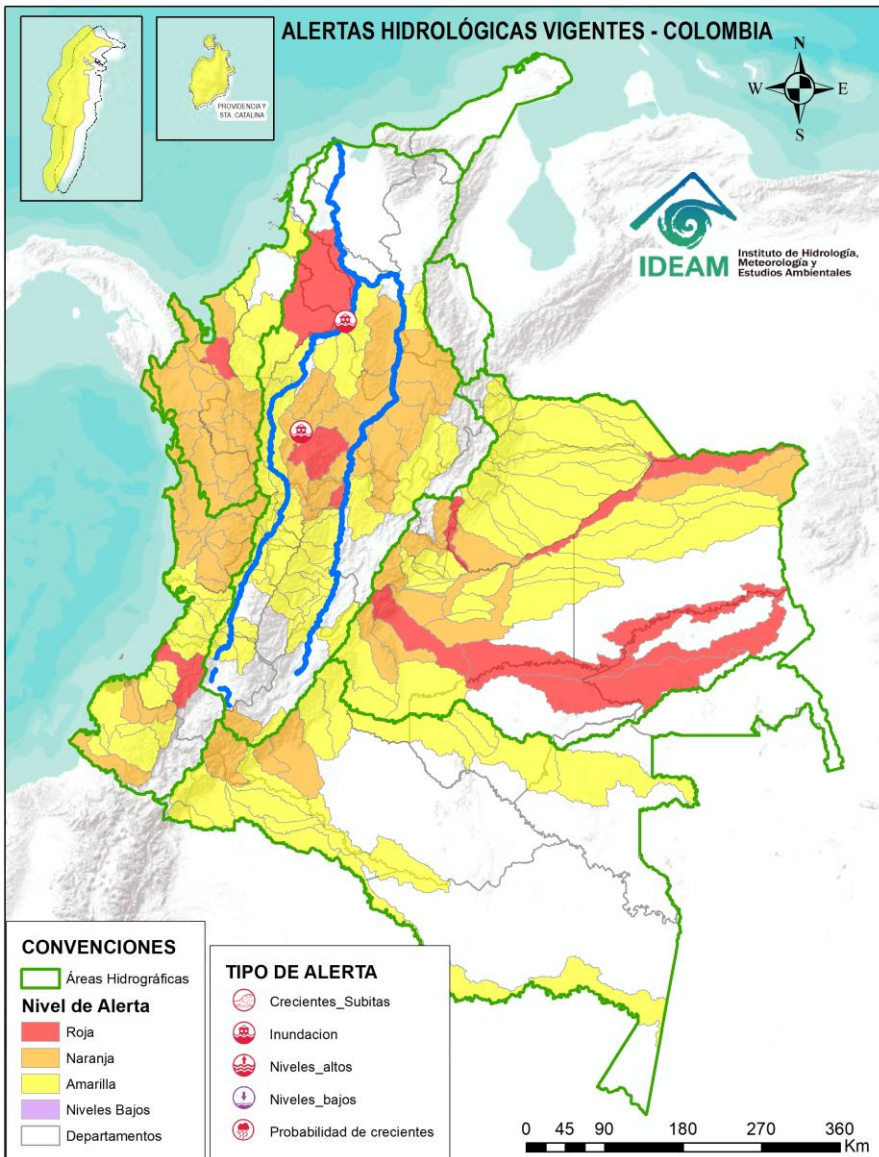 ALERTAS HIDROLÓGICAS VIGENTES - COLOMBIA
PROVIDENCIA Y
STA. CATALINA
N
W
E
S
IDEAM
Instituto de Hidrología,
Meteorología y
Estudios Ambientales
CONVENCIONES
Áreas Hidrográficas
Nivel de Alerta
Roja
Naranja
Amarilla
Niveles Bajos
Departamentos
TIPO DE ALERTA
Crecientes_Subitas
Inundacion
Niveles_altos
Niveles_bajos
Probabilidad de crecientes
0 45 90 180 270 360
Km